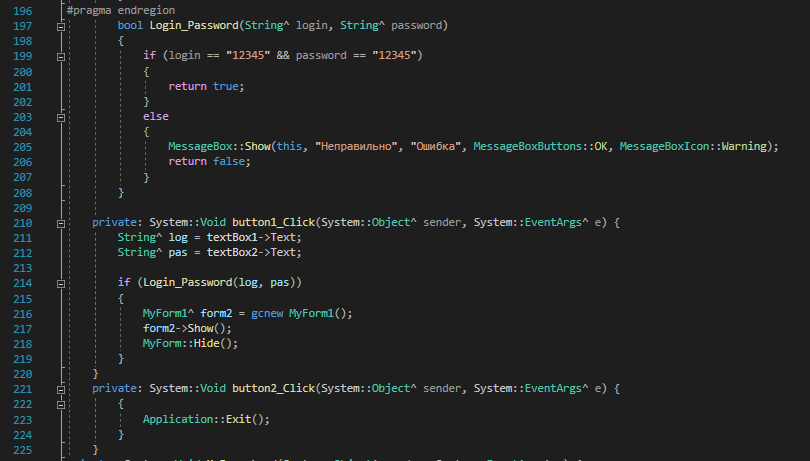 196 #pragma endregion
197 bool Login_Password(String^ login, String^ password)
198 {
199 if (login == "12345" && password == "12345")
200 {
201 return true;
202 }
203 else
204 {
205 MessageBox::Show(this, "Неправильно", "Ошибка", MessageBoxButtons::OK, MessageBoxIcon::Warning);
206 return false;
207 }
208 }
209
210 private: System::Void button1_Click(System::Object^ sender, System::EventArgs^ e) {
211 String^ log = textBox1->Text;
212 String^ pas = textBox2->Text;
213
214 if (Login_Password(log, pas))
215 {
216 MyForm1^ form2 = gcnew MyForm1();
217 form2->Show();
218 MyForm::Hide();
219 }
220 }
221 private: System::Void button2_Click(System::Object^ sender, System::EventArgs^ e) {
222 {
223 Application::Exit();
224 }
225 }